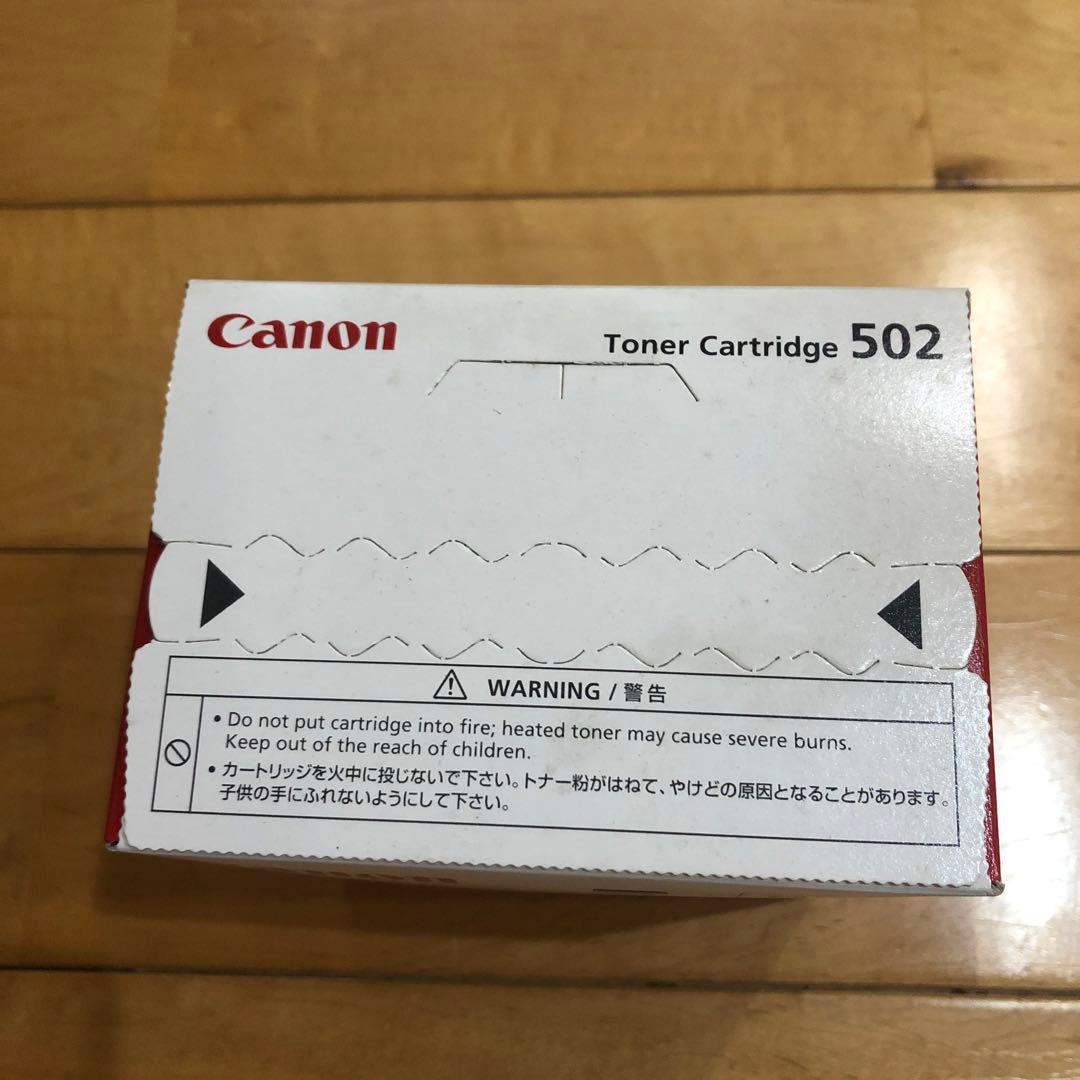 Canon
Toner Cartridge 502
WARNING / 警告
• Do not put cartridge into fire; heated toner may cause severe burns.
Keep out of the reach of children.
• カートリッジを火中に投じないで下さい。トナー粉がはねて、やけどの原因となることがあります。
子供の手にふれないようにして下さい。